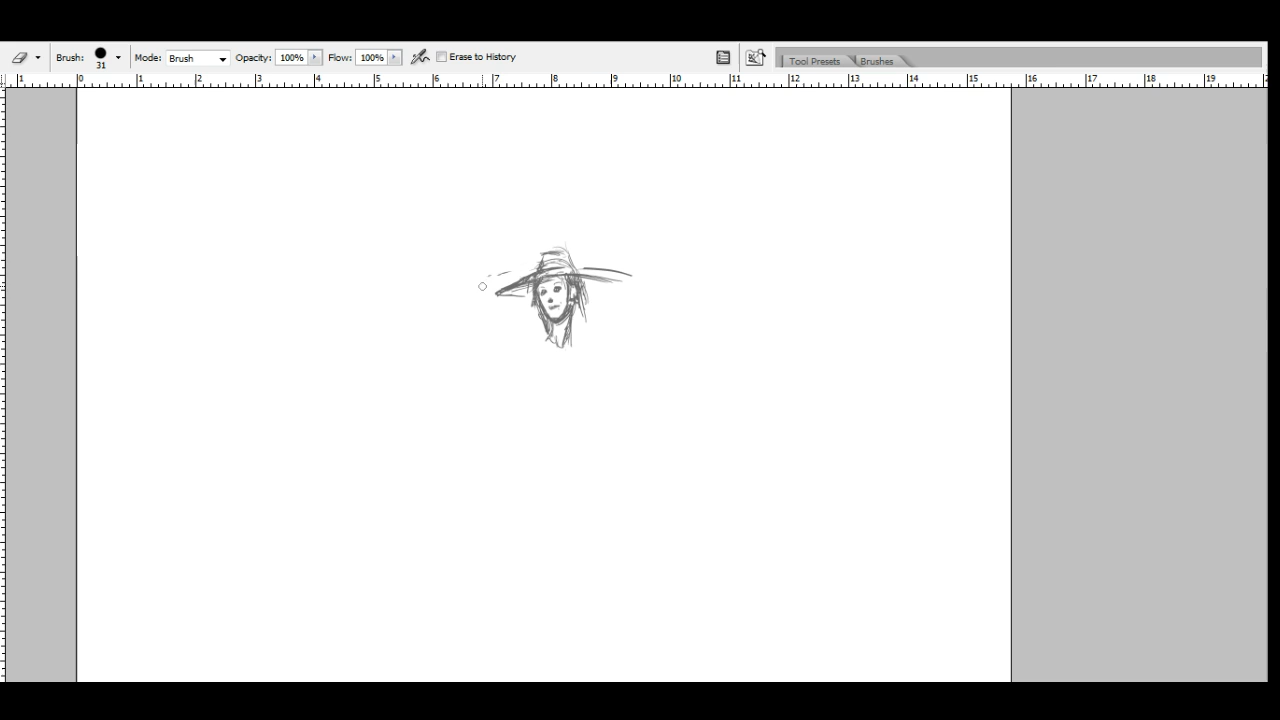 Brush: 31 Mode: Brush Opacity: 100% Flow: 100% Erase to History Tool Presets Brushes
1 0 1 2 3 4 5 6 7 8 9 10 11 12 13 14 15 16 17 18 19